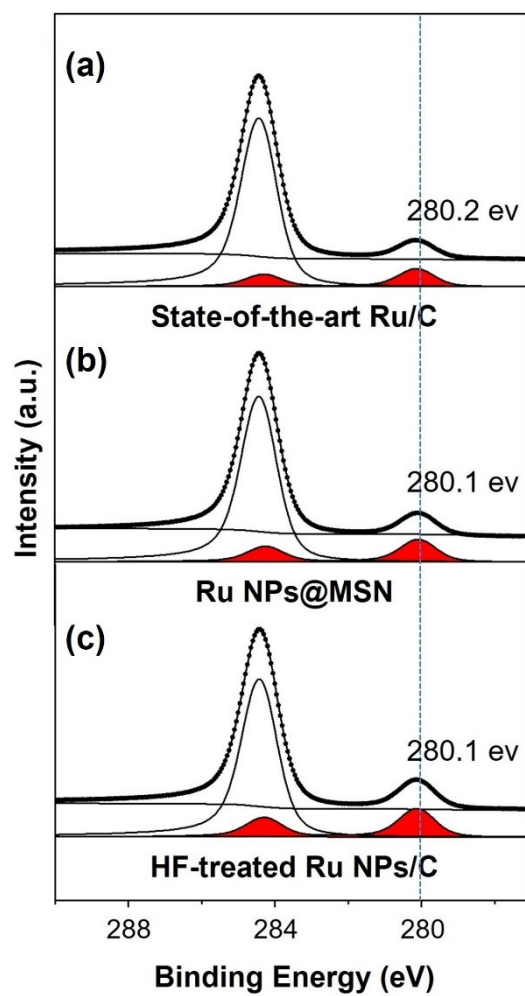 (a)
280.2 ev
State-of-the-art Ru/C
(b)
280.1 ev
Ru NPs@MSN
(c)
280.1 ev
HF-treated Ru NPs/C
Intensity (a.u.)
288 284 280
Binding Energy (eV)